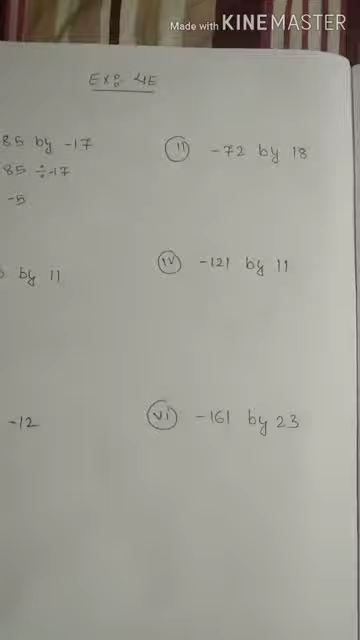 Made with KINEMASTER
Exo: 4E
85 by -17
85 ÷ -17
-5
(ii) -72 by 18
by 11
(iv) -121 by 11
-12
(vi) -161 by 23